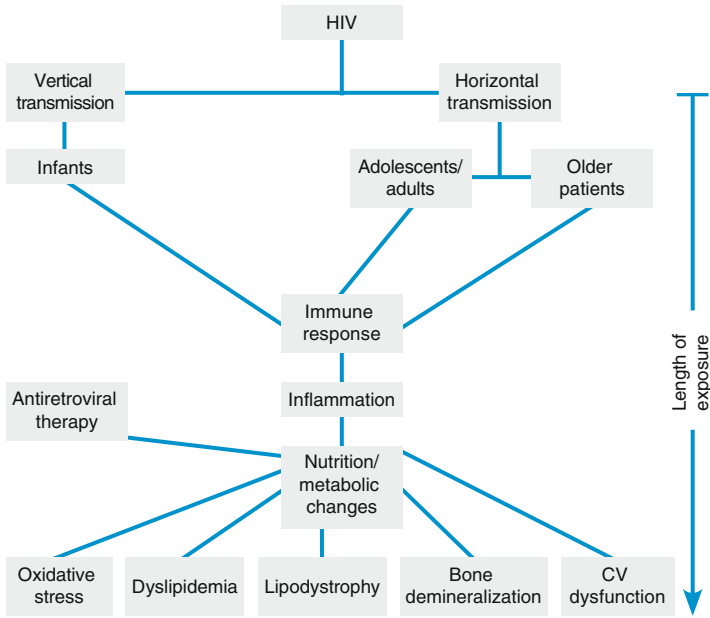 HIV
Vertical
transmission
Horizontal
transmission
Infants
Adolescents/
adults
Older
patients
Immune
response
Length of
exposure
Antiretroviral
therapy
Inflammation
Nutrition/
metabolic
changes
Oxidative
stress
Dyslipidemia
Lipodystrophy
Bone
demineralization
CV
dysfunction